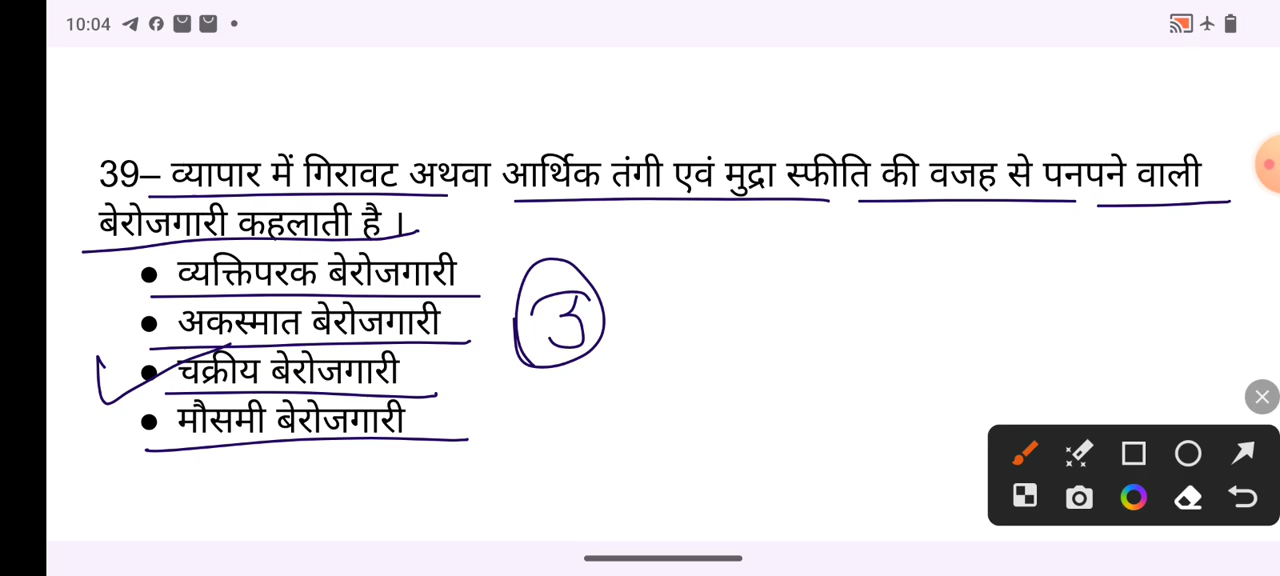 10:04
39– व्यापार में गिरावट अथवा आर्थिक तंगी एवं मुद्रा स्फीति की वजह से पनपने वाली
बेरोजगारी कहलाती है ।
● व्यक्तिपरक बेरोजगारी
● अकस्मात बेरोजगारी
● चक्रीय बेरोजगारी
● मौसमी बेरोजगारी
3